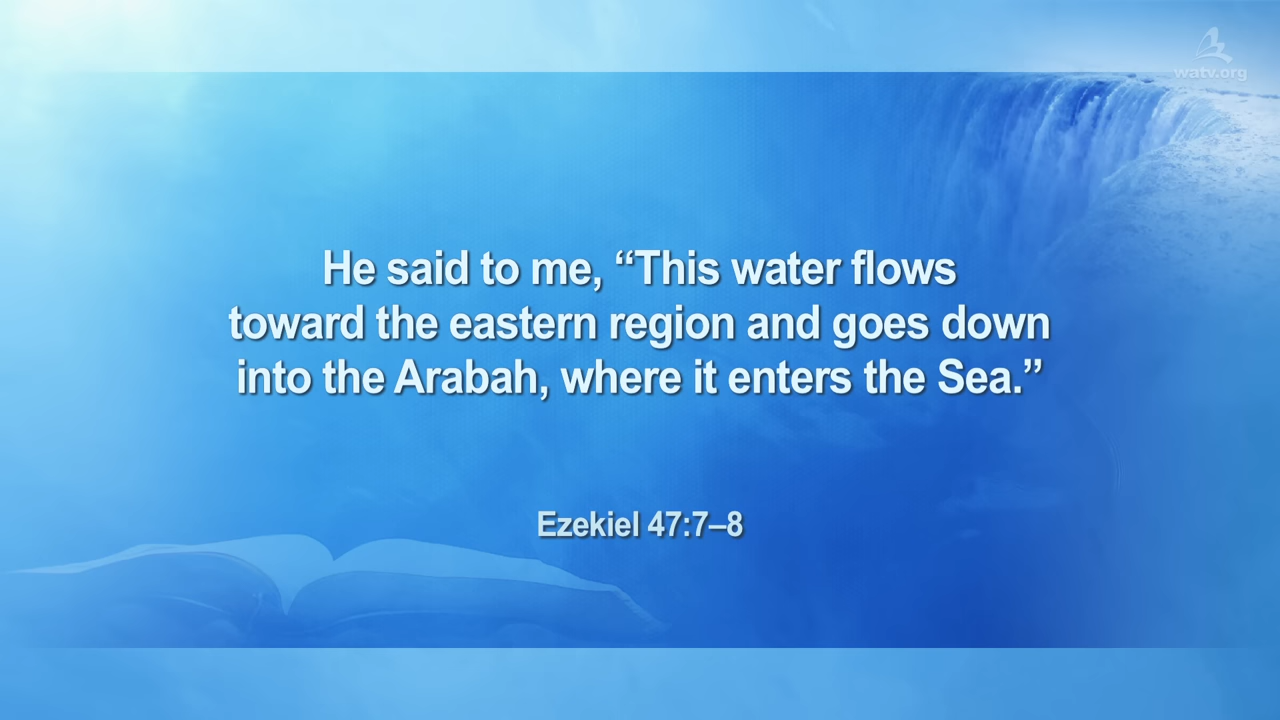 watv.org
He said to me, “This water flows
toward the eastern region and goes down
into the Arabah, where it enters the Sea.”
Ezekiel 47:7–8